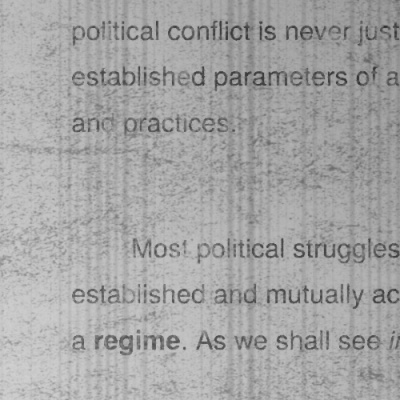 political conflict is never just
established parameters of a
and practices.
Most political struggles
established and mutually ac
a regime. As we shall see